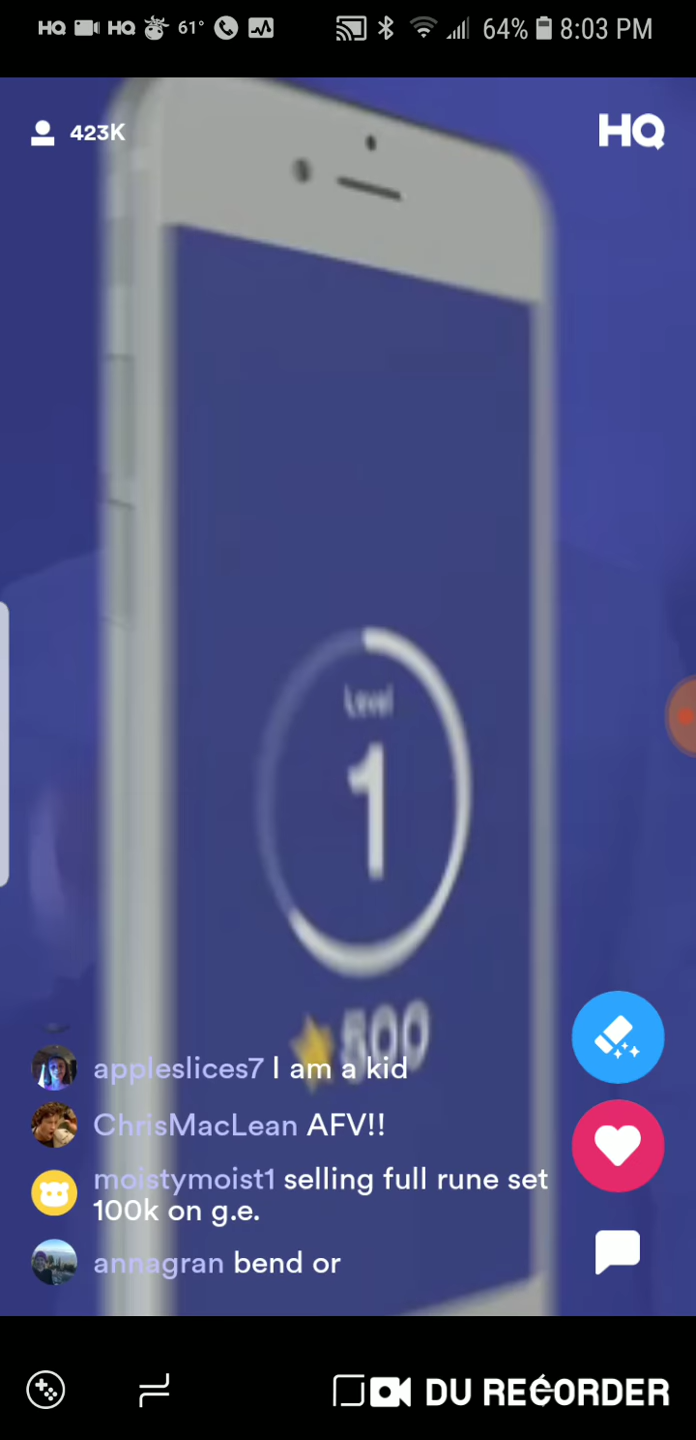 HQ HQ 61° 64% 8:03 PM
423K
HQ
Level
1
500
appleslices7 I am a kid
ChrisMacLean AFV!!
moistymoist1 selling full rune set
100k on g.e.
annagran bend or
DU RECORDER